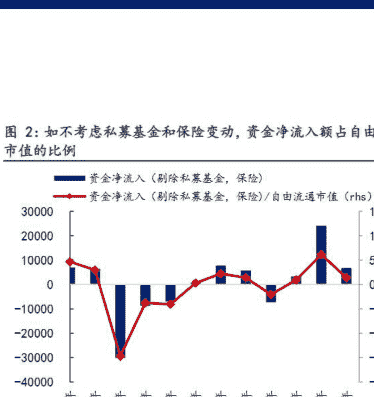 图 2：如不考虑私募基金和保险变动，资金净流入额占自由
市值的比例
资金净流入（剔除私募基金，保险）
资金净流入（剔除私募基金，保险）/自由流通市值（rhs）
30000
20000
10000
0
0
-10000
-20000
-30000
-40000